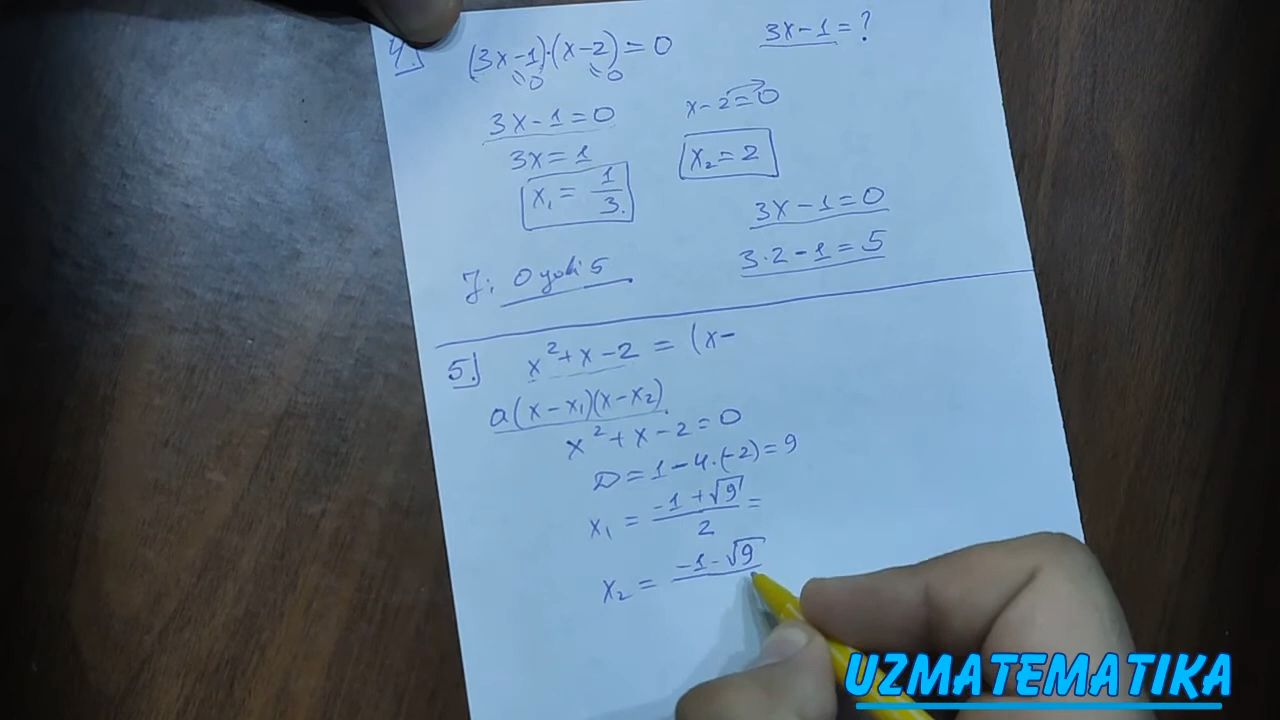 4.) (3x-1)·(x-2)=0 3x-1=?
=0 =0
3x-1=0 x-2=0
3x=1 x₂=2
x₁=1/3.
3x-1=0
3·2-1=5
J: 0 yoki 5
5.) x²+x-2=(x-
a(x-x₁)(x-x₂)
x²+x-2=0
D=1-4·(-2)=9
x₁=(-1+√9)/2=
x₂=-1-√9
UZMATEMATIKA